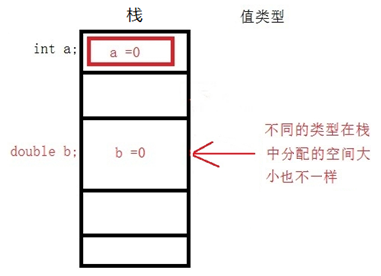 栈 值类型
int a; a =0
double b; b =0
不同的类型在栈
中分配的空间大
小也不一样